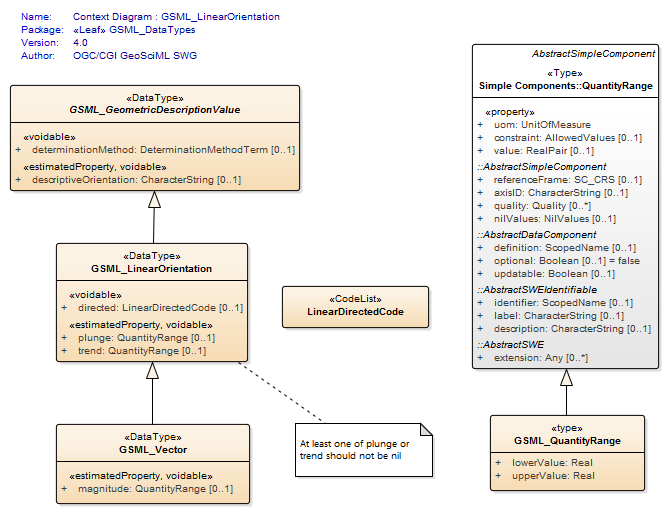 Name: Context Diagram : GSML_LinearOrientation
Package: «Leaf» GSML_DataTypes
Version: 4.0
Author: OGC/CGI GeoSciML SWG
«DataType»
GSML_GeometricDescriptionValue
«voidable»
+ determinationMethod: DeterminationMethodTerm [0..1]
«estimatedProperty, voidable»
+ descriptiveOrientation: CharacterString [0..1]
«DataType»
GSML_LinearOrientation
«voidable»
+ directed: LinearDirectedCode [0..1]
«estimatedProperty, voidable»
+ plunge: QuantityRange [0..1]
+ trend: QuantityRange [0..1]
«DataType»
GSML_Vector
«estimatedProperty, voidable»
+ magnitude: QuantityRange [0..1]
«CodeList»
LinearDirectedCode
At least one of plunge or
trend should not be nil
AbstractSimpleComponent
«Type»
Simple Components::QuantityRange
«property»
+ uom: UnitOfMeasure
+ constraint: AllowedValues [0..1]
+ value: RealPair [0..1]
::AbstractSimpleComponent
+ referenceFrame: SC_CRS [0..1]
+ axisID: CharacterString [0..1]
+ quality: Quality [0..*]
+ nilValues: NilValues [0..1]
::AbstractDataComponent
+ definition: ScopedName [0..1]
+ optional: Boolean [0..1] = false
+ updatable: Boolean [0..1]
::AbstractSWEIdentifiable
+ identifier: ScopedName [0..1]
+ label: CharacterString [0..1]
+ description: CharacterString [0..1]
::AbstractSWE
+ extension: Any [0..*]
«type»
GSML_QuantityRange
+ lowerValue: Real
+ upperValue: Real